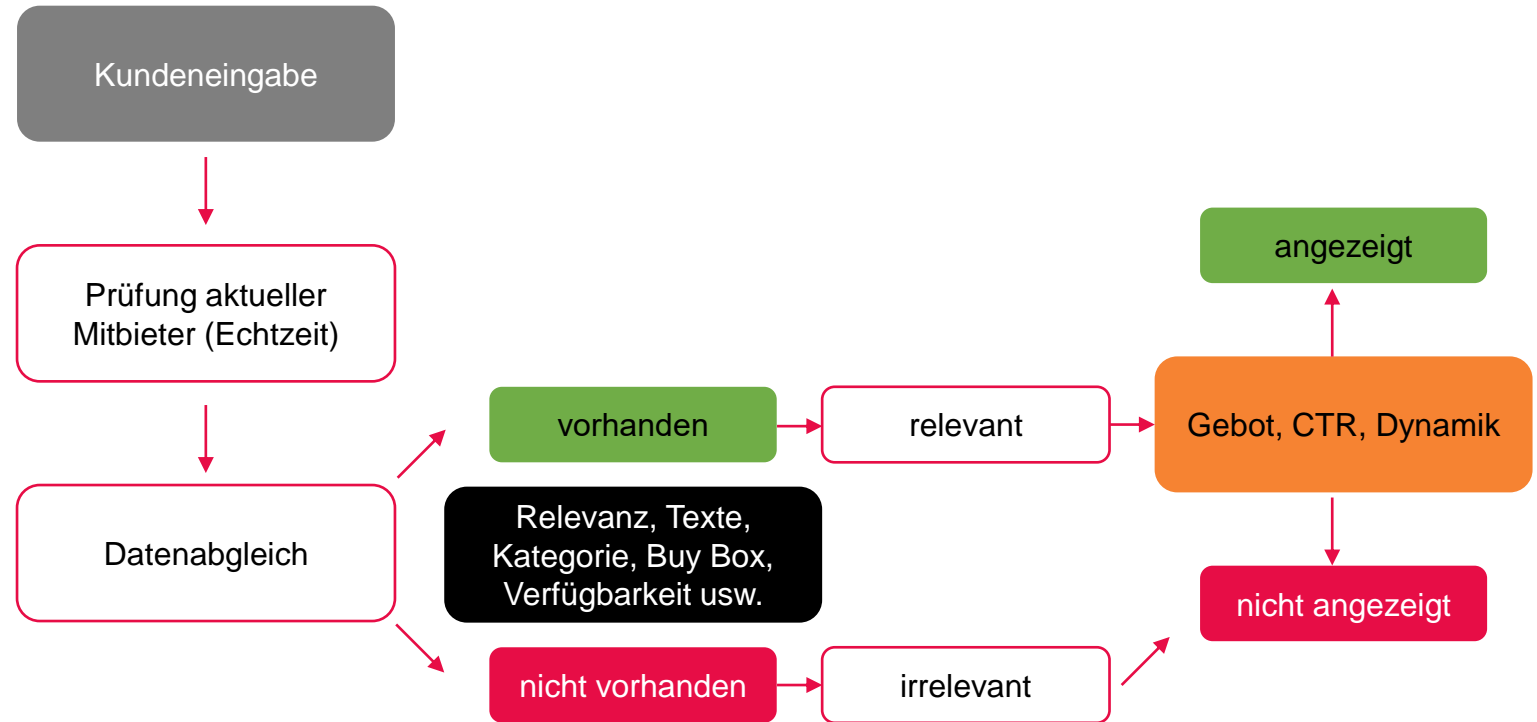 Kundeneingabe
Prüfung aktueller
Mitbieter (Echtzeit)
Datenabgleich
vorhanden
relevant
Relevanz, Texte,
Kategorie, Buy Box,
Verfügbarkeit usw.
nicht vorhanden
irrelevant
angezeigt
Gebot, CTR, Dynamik
nicht angezeigt